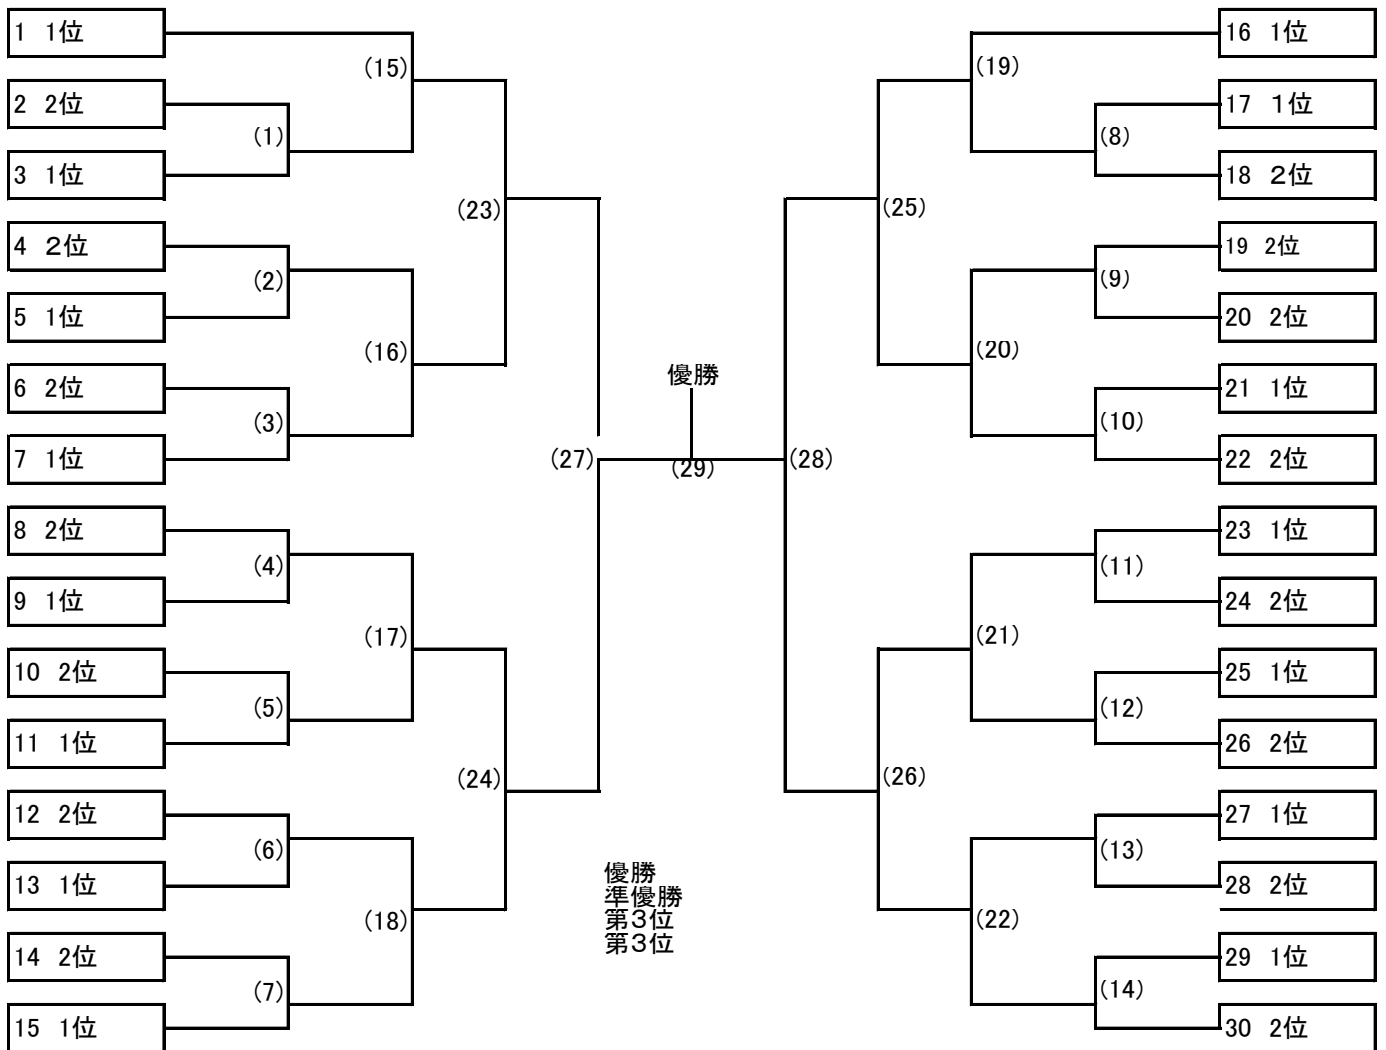 1 1位
2 2位
3 1位
4 ２位
5 1位
6 2位
7 1位
8 2位
9 1位
10 2位
11 1位
12 2位
13 1位
14 2位
15 1位
(1)
(2)
(3)
(4)
(5)
(6)
(7)
(15)
(16)
(17)
(18)
(23)
(24)
(27)
優勝
(29)
優勝
準優勝
第３位
第３位
(28)
(25)
(26)
(19)
(20)
(21)
(22)
(8)
(9)
(10)
(11)
(12)
(13)
(14)
16 1位
17 １位
18 ２位
19 2位
20 2位
21 1位
22 2位
23 1位
24 2位
25 1位
26 2位
27 1位
28 2位
29 1位
30 2位